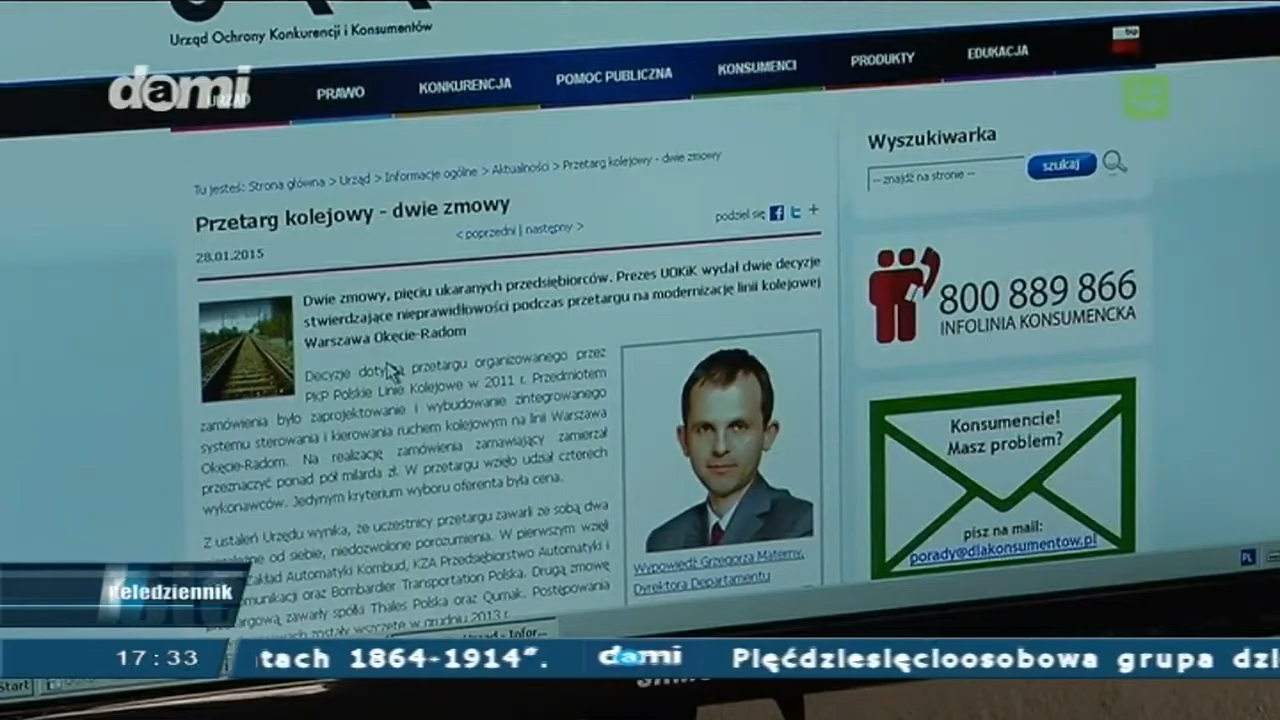 Urząd Ochrony Konkurencji i Konsumentów
dami
URZĄD
PRAWO
KONKURENCJA
POMOC PUBLICZNA
KONSUMENCI
PRODUKTY
EDUKACJA
Tu jesteś: Strona główna > Urząd > Informacje ogólne > Aktualności > Przetarg kolejowy - dwie zmowy
Przetarg kolejowy - dwie zmowy
< poprzedni | następny >
podziel się
28.01.2015
Dwie zmowy, pięciu ukaranych przedsiębiorców. Prezes UOKiK wydał dwie decyzje
stwierdzające nieprawidłowości podczas przetargu na modernizację linii kolejowej
Warszawa Okęcie-Radom
Decyzje przetargu organizowanego przez
PKP Polskie Linie Kolejowe w 2011 r. Przedmiotem
zamówienia było zaprojektowanie i wybudowanie zintegrowanego
systemu sterowania i kierowania ruchem kolejowym na linii Warszawa
Okęcie-Radom. Na realizację zamówienia zamawiający zamierzał
przeznaczyć ponad pół miliarda zł. W przetargu wzięło udział czterech
wykonawców. Jedynym kryterium wyboru oferenta była cena.
Z ustaleń Urzędu wynika, że uczestnicy przetargu zawarli ze sobą dwa
od siebie, niedozwolone porozumienia. W pierwszym wzięli
Zakład Automatyki Kombud, KZA Przedsiębiorstwo Automatyki i
oraz Bombardier Transportation Polska. Drugą zmowę
zawarły spółki Thales Polska oraz Qumak. Postępowania
zostały wszczęte w grudniu 2013 r.
Wypowiedź Grzegorza Materny,
Dyrektora Departamentu
Wyszukiwarka
-- znajdź na stronie --
szukaj
800 889 866
INFOLINIA KONSUMENCKA
Konsumencie!
Masz problem?
pisz na mail:
porady@dlakonsumentow.pl
PL
Teledziennik
17:33
tach 1864-1914”.
dami
Pięćdziesięcioosobowa grupa
Start